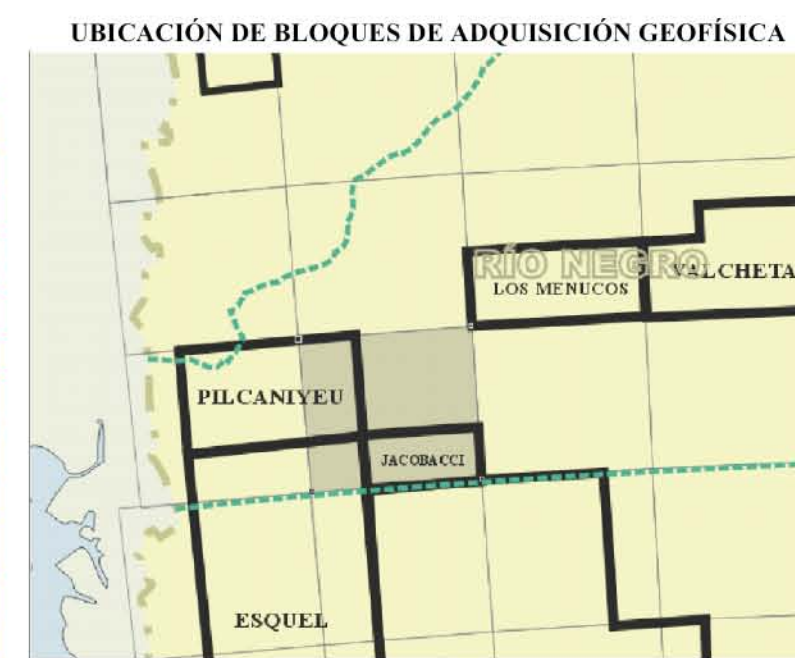 UBICACIÓN DE BLOQUES DE ADQUISICIÓN GEOFÍSICA
RÍO NEGRO
VALCHETA
LOS MENUCOS
PILCANIYEU
JACOBACCI
ESQUEL